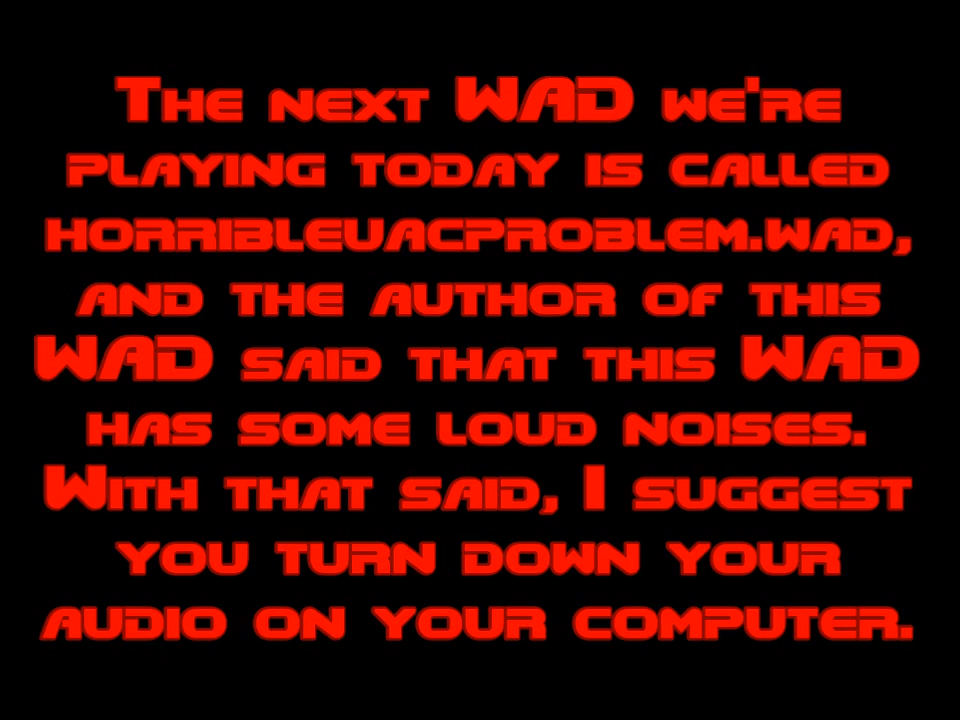 The next WAD we're
playing today is called
horribleuacproblem.wad,
and the author of this
WAD said that this WAD
has some loud noises.
With that said, I suggest
you turn down your
audio on your computer.